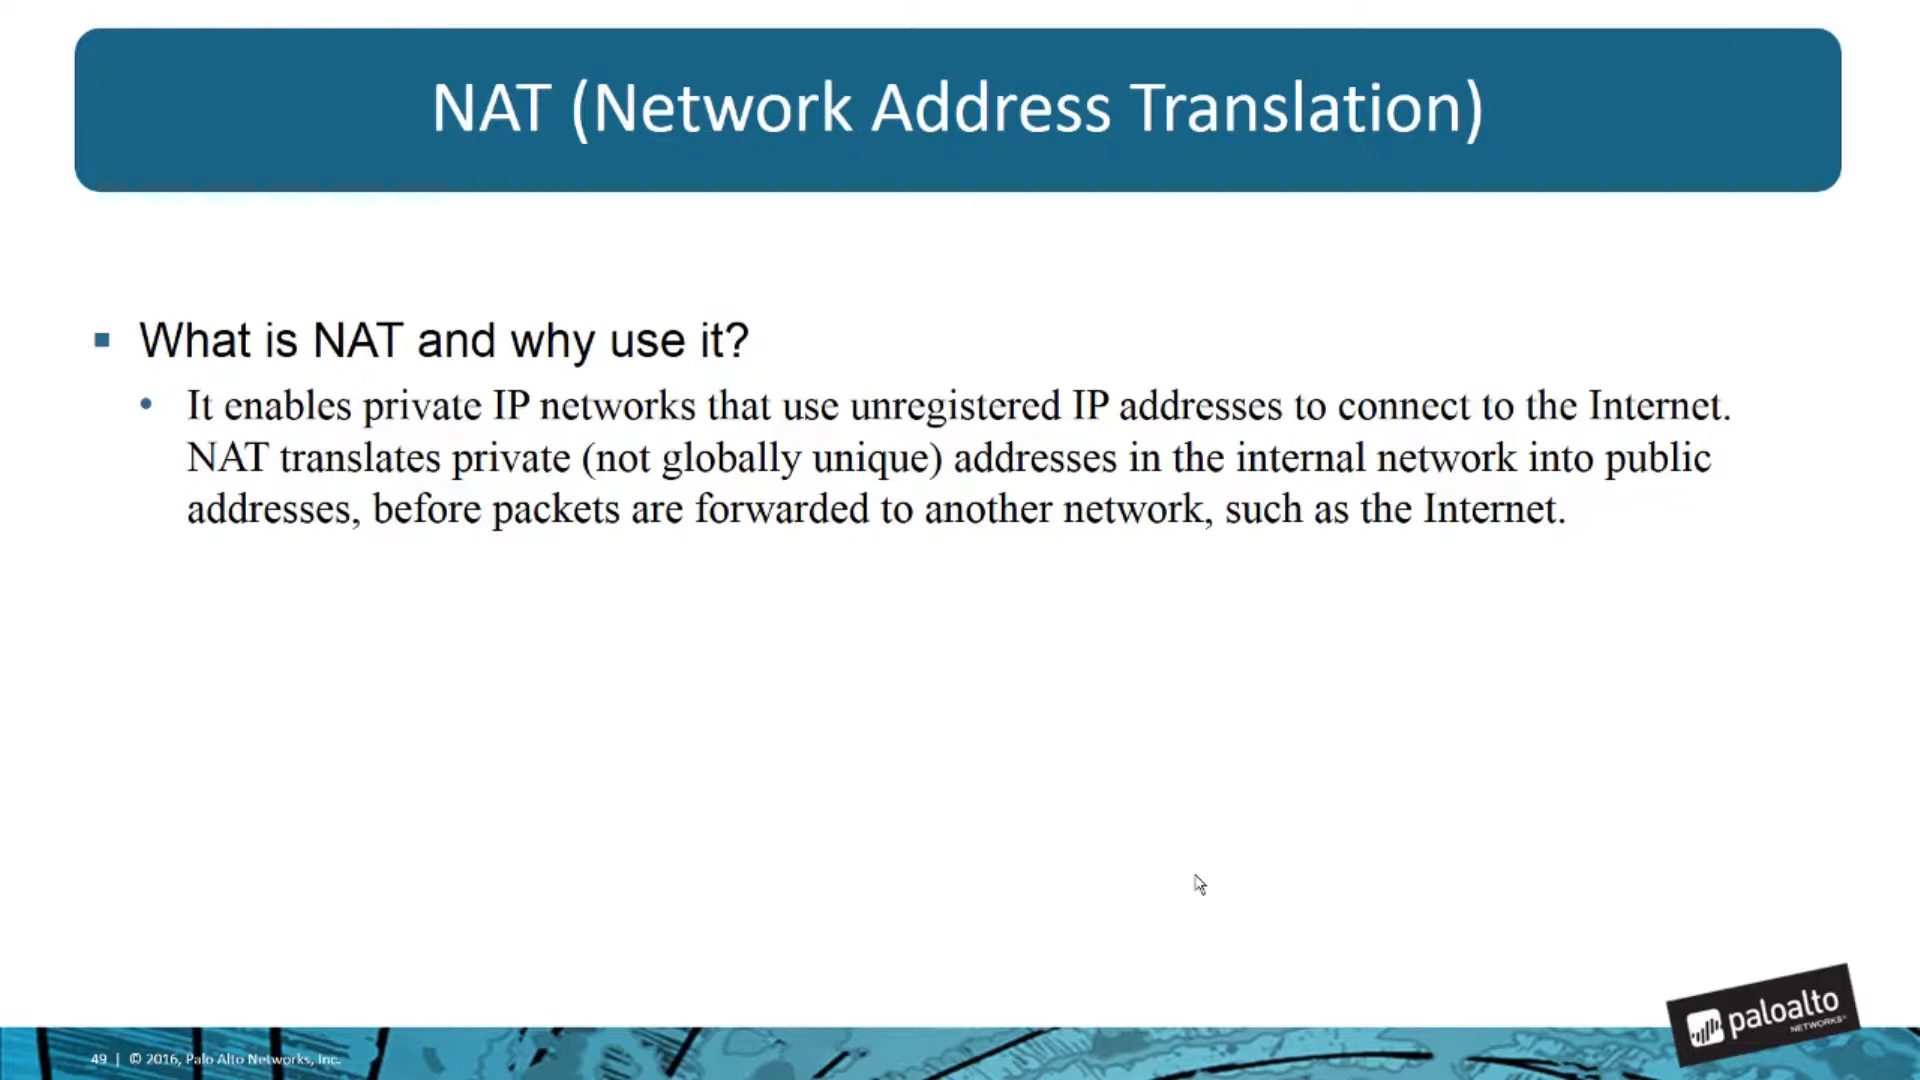 NAT (Network Address Translation)
What is NAT and why use it?
It enables private IP networks that use unregistered IP addresses to connect to the Internet.
NAT translates private (not globally unique) addresses in the internal network into public
addresses, before packets are forwarded to another network, such as the Internet.
paloalto
NETWORKS
49 | © 2016, Palo Alto Networks, Inc.